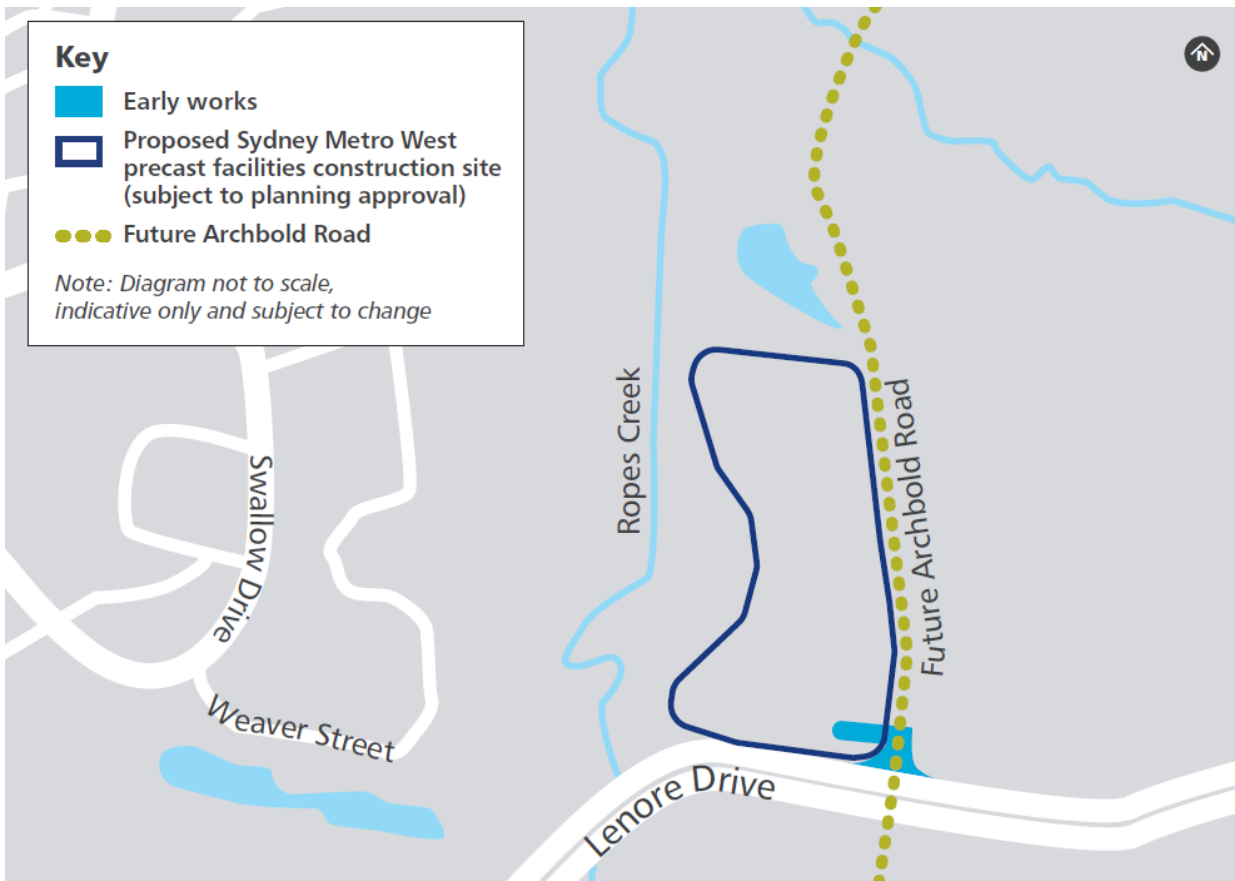 Key
Early works
Proposed Sydney Metro West
precast facilities construction site
(subject to planning approval)
Future Archbold Road
Note: Diagram not to scale,
indicative only and subject to change
N
Ropes Creek
Future Archbold Road
Swallow Drive
Weaver Street
Lenore Drive